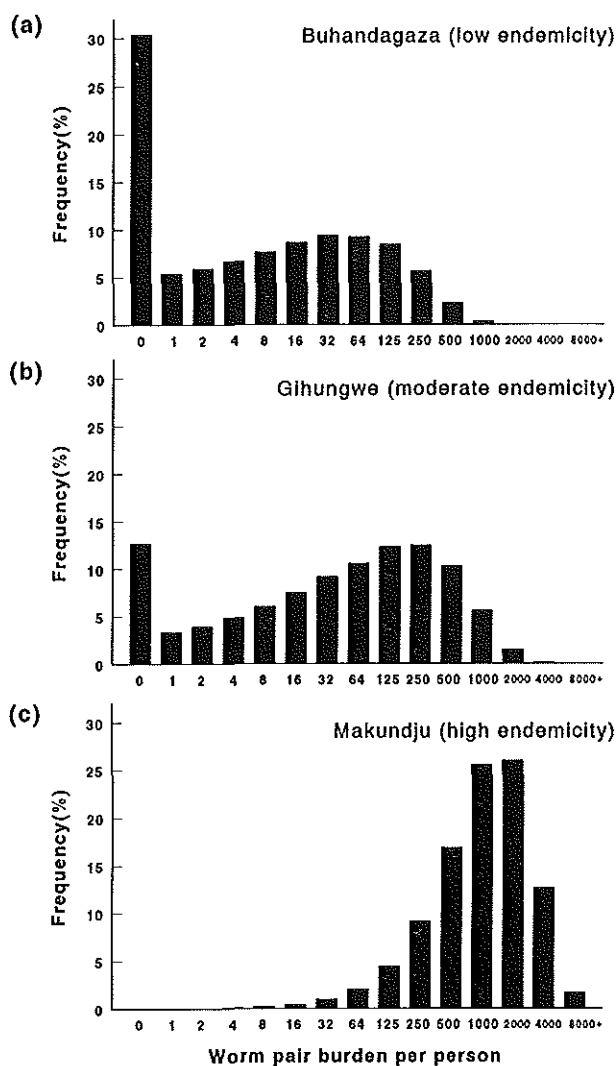 (a)
Buhandagaza (low endemicity)
Frequency(%)
30
25
20
15
10
5
0
0 1 2 4 8 16 32 64 125 250 500 1000 2000 4000 8000+
(b)
Gihungwe (moderate endemicity)
Frequency(%)
30
25
20
15
10
5
0
0 1 2 4 8 16 32 64 125 250 500 1000 2000 4000 8000+
(c)
Makundju (high endemicity)
Frequency(%)
30
25
20
15
10
5
0
0 1 2 4 8 16 32 64 125 250 500 1000 2000 4000 8000+
Worm pair burden per person